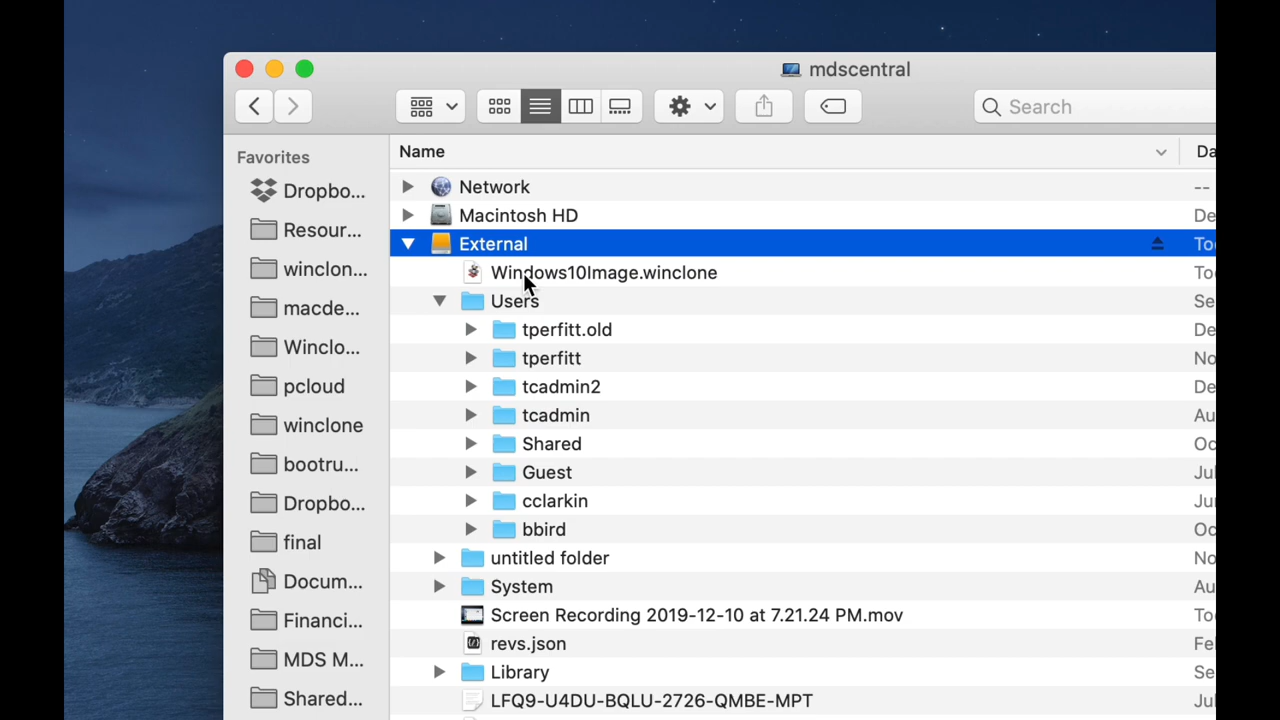 mdscentral
Search
Favorites
Dropbo...
Resour...
winclon...
macde...
Winclo...
pcloud
winclone
bootru...
Dropbo...
final
Docum...
Financi...
MDS M...
Shared...
Name
Da
Network
--
Macintosh HD
De
External
To
Windows10Image.winclone
To
Users
Se
tperfitt.old
De
tperfitt
No
tcadmin2
De
tcadmin
Au
Shared
Oc
Guest
Jul
cclarkin
Ju
bbird
Oc
untitled folder
No
System
Au
Screen Recording 2019-12-10 at 7.21.24 PM.mov
To
revs.json
Fe
Library
Se
LFQ9-U4DU-BQLU-2726-QMBE-MPT
Jul